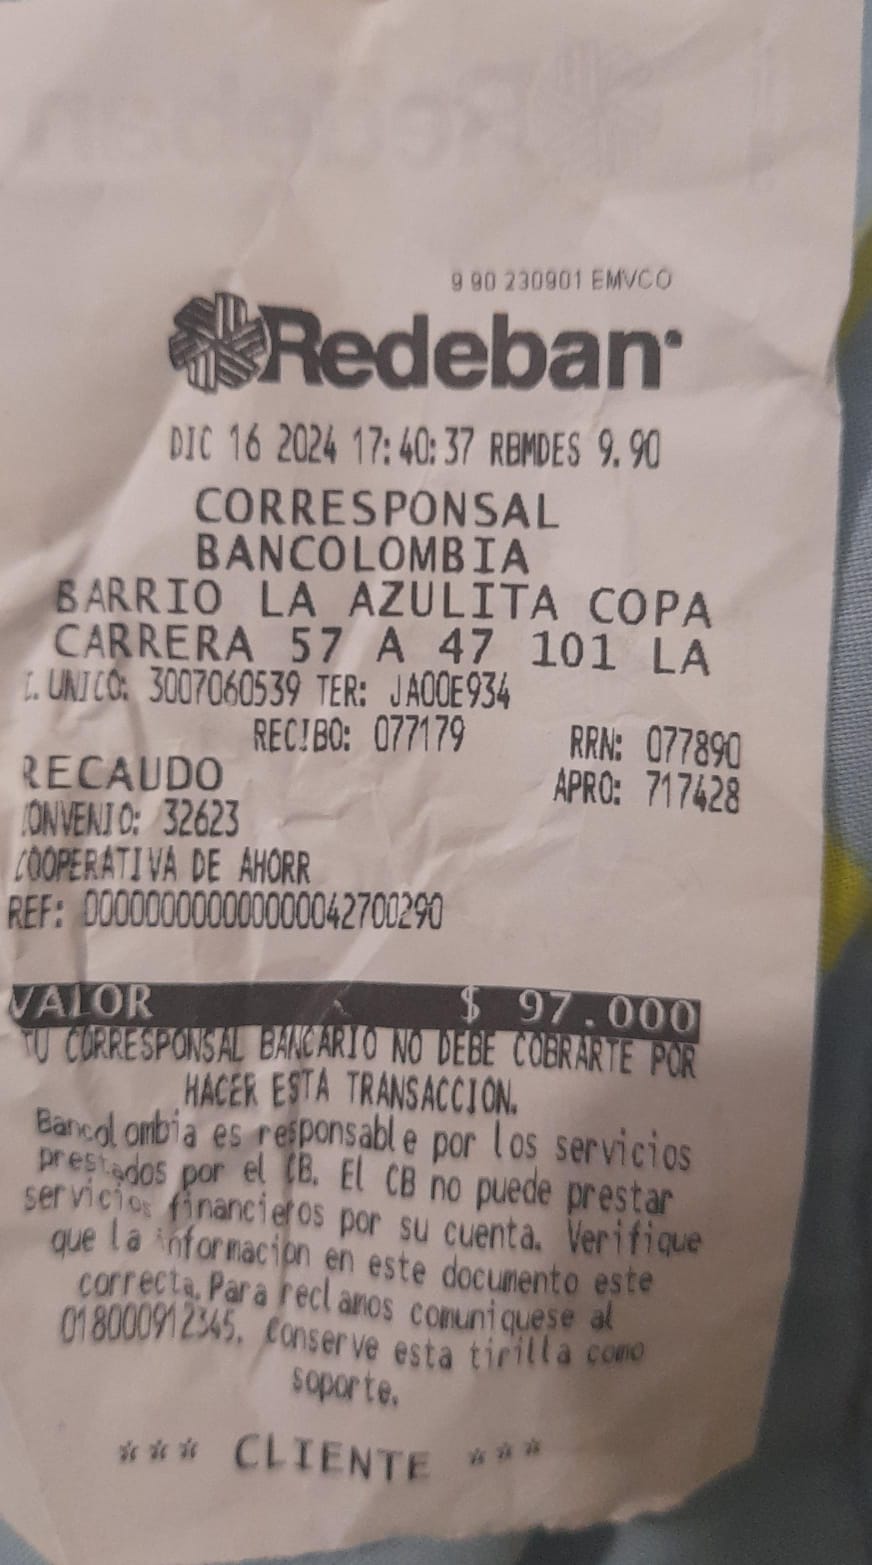 9 90 230901 EMVCO
Redeban
DIC 16 2024 17:40:37 RBMDES 9.90
CORRESPONSAL
BANCOLOMBIA
BARRIO LA AZULITA COPA
CARRERA 57 A 47 101 LA
C. UNICO: 3007060539 TER: JA00E934
RECIBO: 077179 RRN: 077890
RECAUDO APRO: 717428
CONVENIO: 32623
COOPERATIVA DE AHORR
REF: 000000000000000042700290
VALOR $ 97.000
TU CORRESPONSAL BANCARIO NO DEBE COBRARTE POR
HACER ESTA TRANSACCION.
Bancolombia es responsable por los servicios
prestados por el CB. El CB no puede prestar
servicios financieros por su cuenta. Verifique
que la informacion en este documento este
correcta. Para reclamos comuniquese al
018000912345. Conserve esta tirilla como
soporte.
*** CLIENTE ***